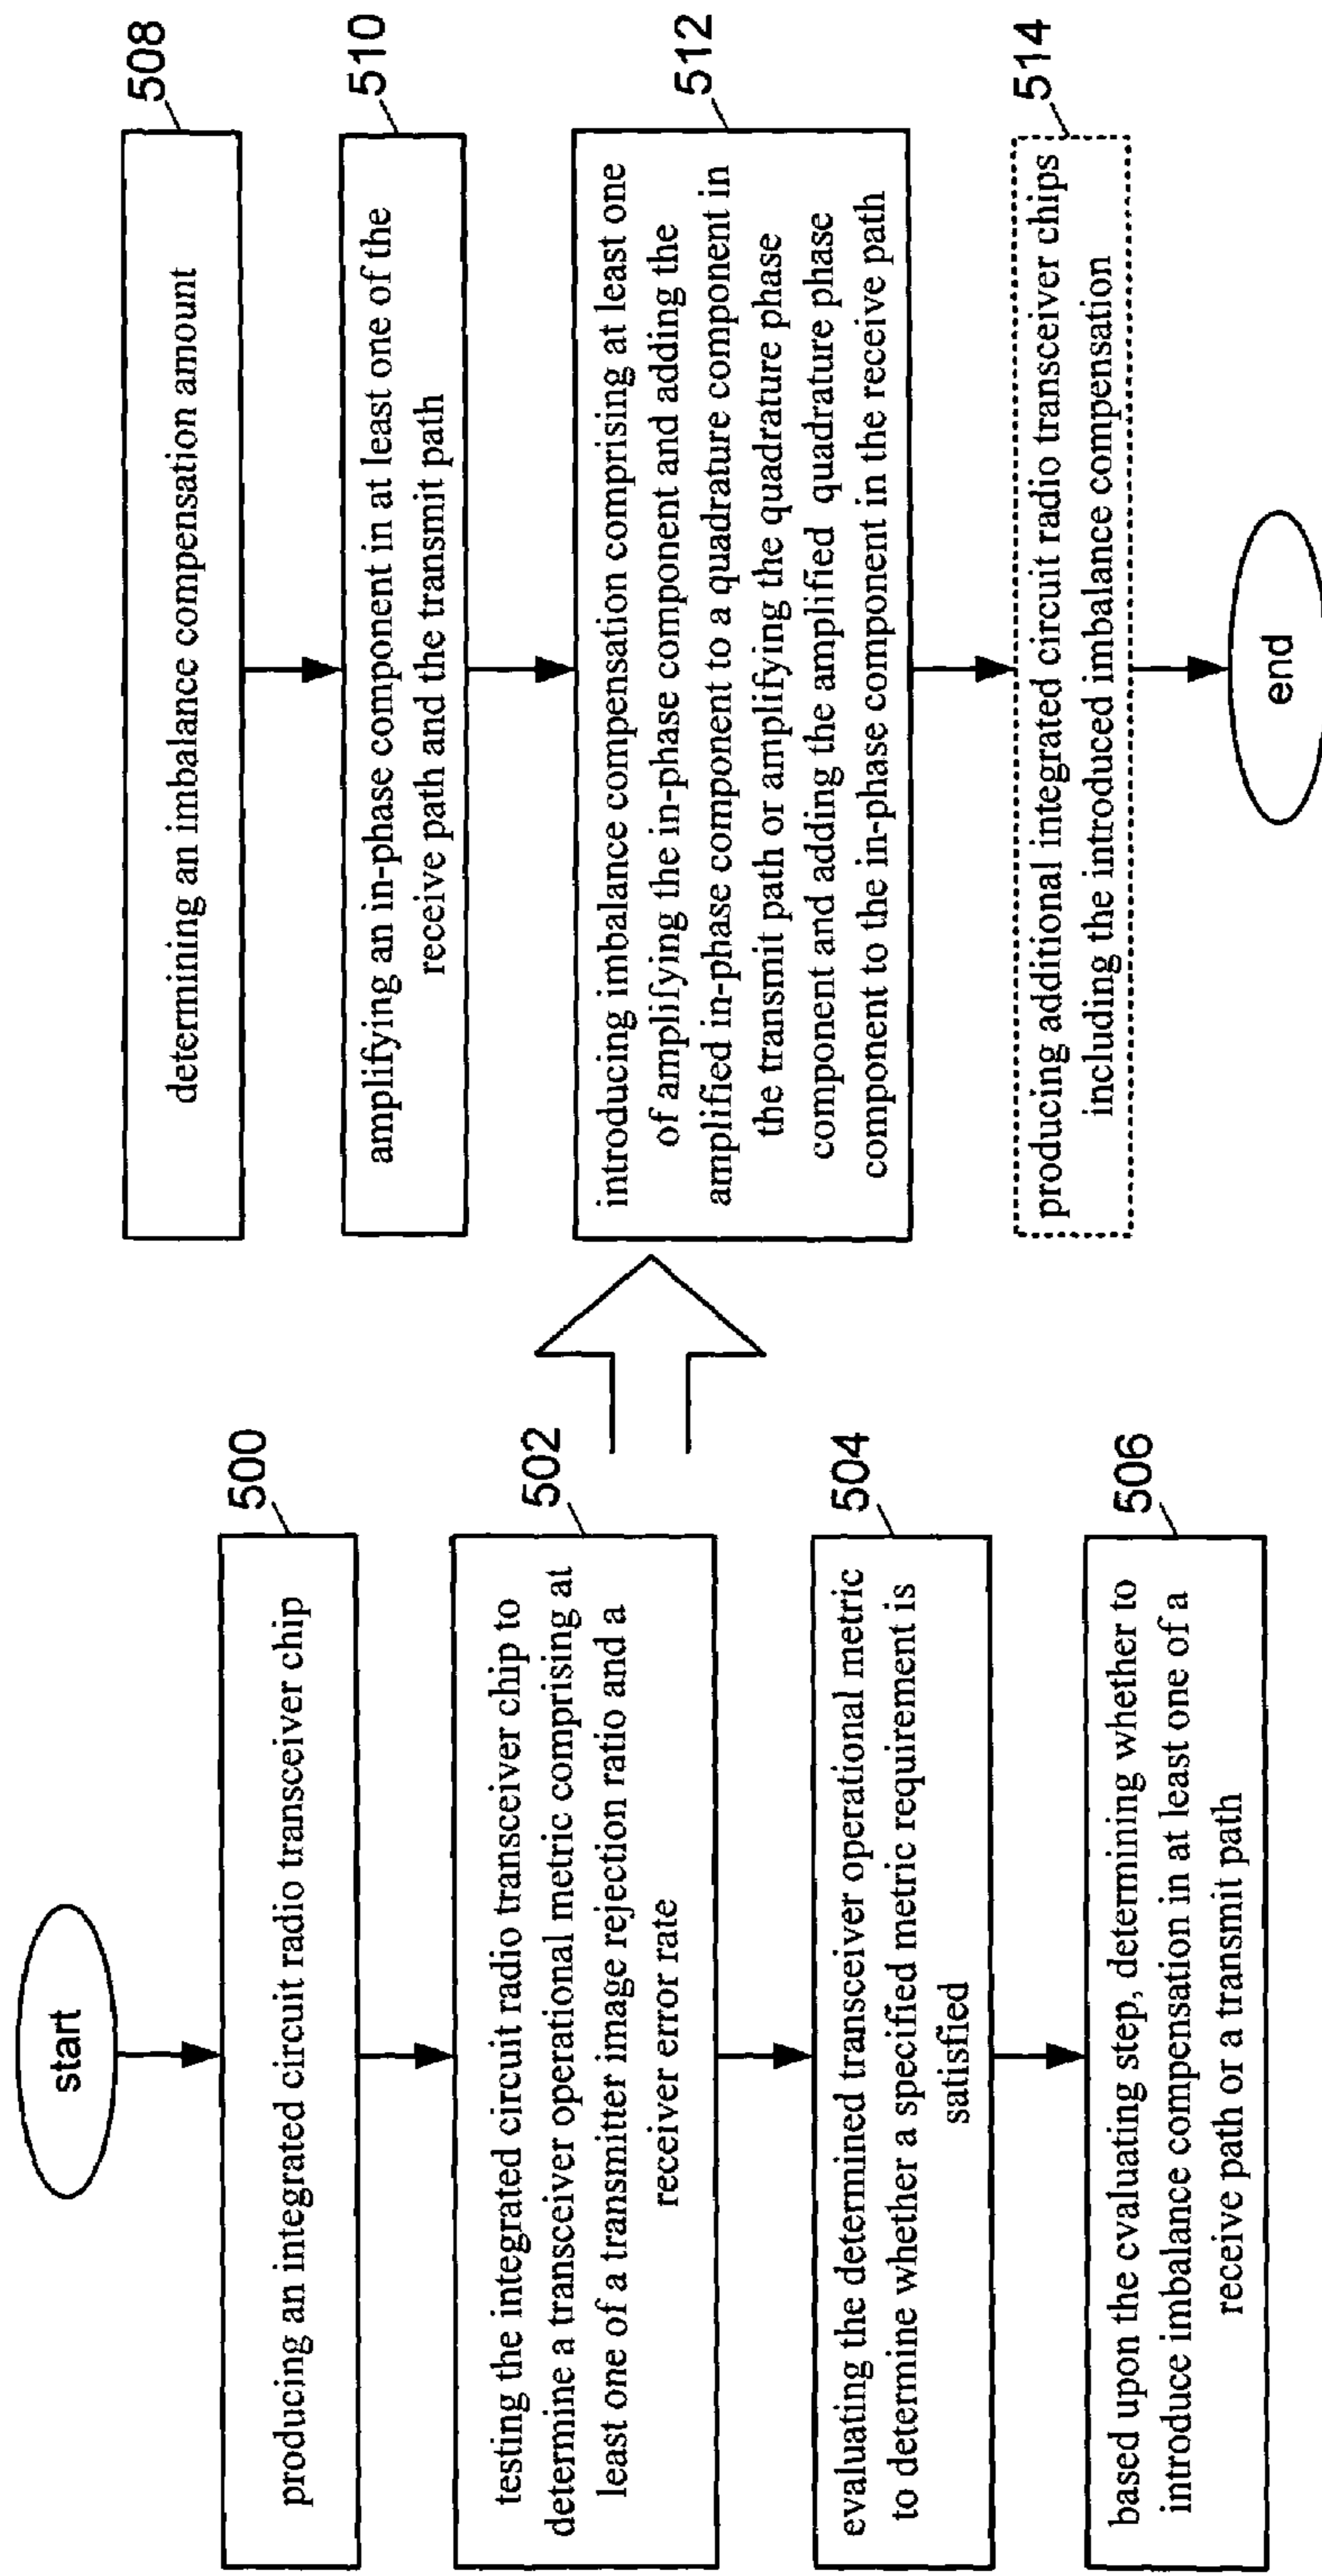 start
500
producing an integrated circuit radio transceiver chip
502
testing the integrated circuit radio transceiver chip to
determine a transceiver operational metric comprising at
least one of a transmitter image rejection ratio and a
receiver error rate
504
evaluating the determined transceiver operational metric
to determine whether a specified metric requirement is
satisfied
506
based upon the evaluating step, determining whether to
introduce imbalance compensation in at least one of a
receive path or a transmit path
508
determining an imbalance compensation amount
510
amplifying an in-phase component in at least one of the
receive path and the transmit path
512
introducing imbalance compensation comprising at least one
of amplifying the in-phase component and adding the
amplified in-phase component to a quadrature component in
the transmit path or amplifying the quadrature phase
component and adding the amplified quadrature phase
component to the in-phase component in the receive path
514
producing additional integrated circuit radio transceiver chips
including the introduced imbalance compensation
end